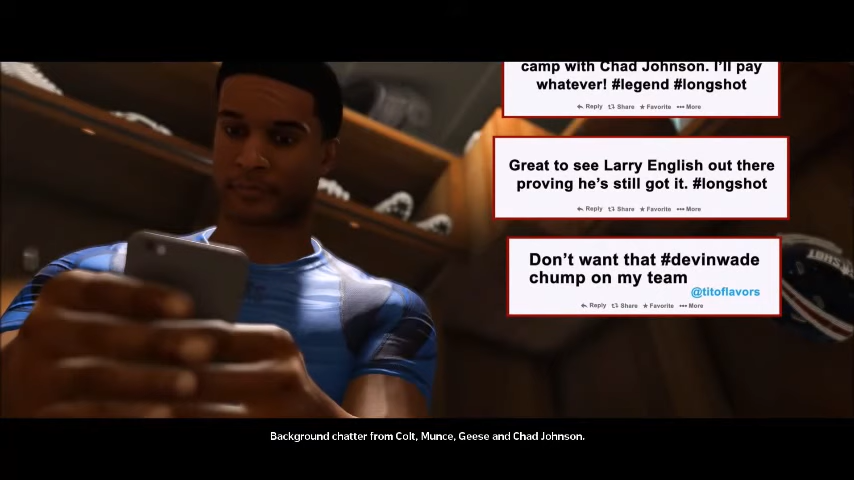 camp with Chad Johnson. I'll pay
whatever! #legend #longshot
Reply Share Favorite More
Great to see Larry English out there
proving he's still got it. #longshot
Reply Share Favorite More
Don't want that #devinwade
chump on my team
@titoflavors
Reply Share Favorite More
Background chatter from Colt, Munce, Geese and Chad Johnson.